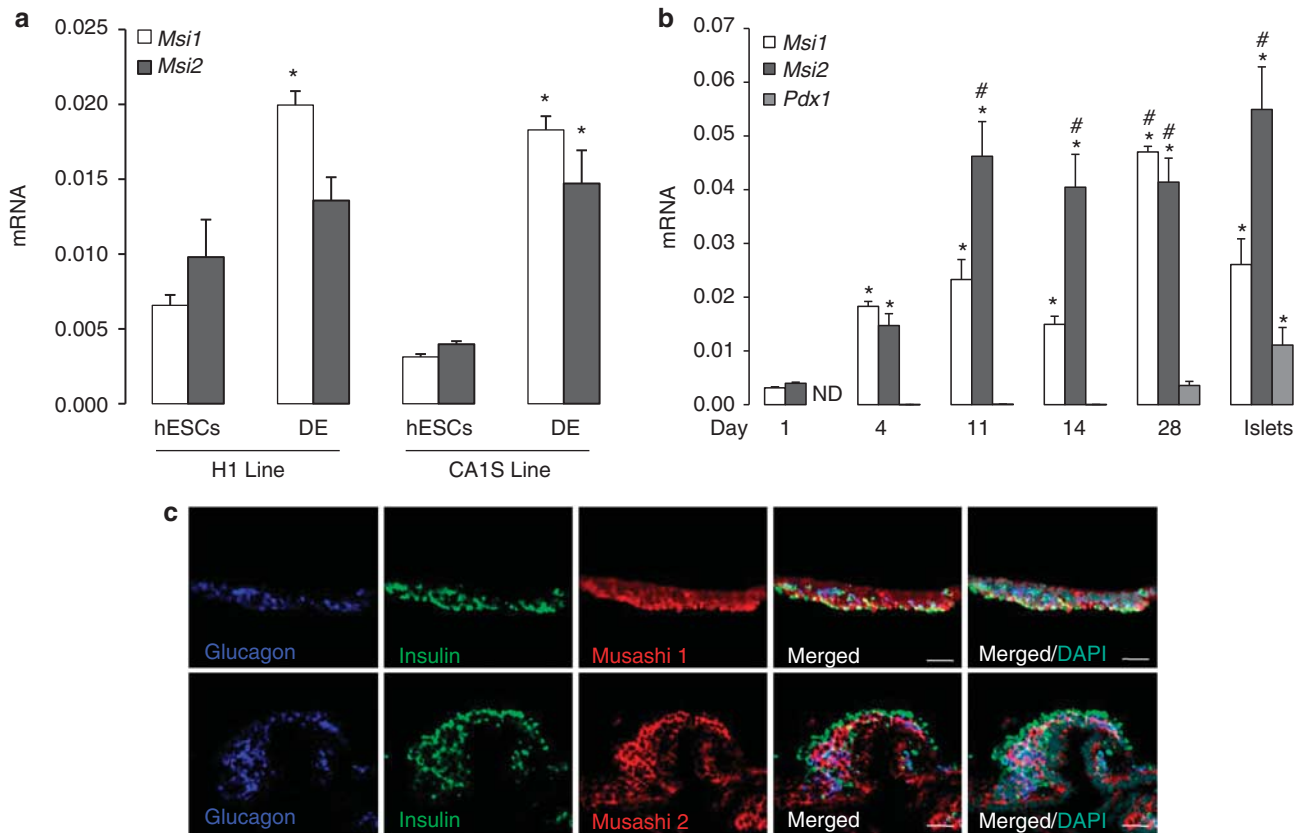 a
0.025
0.020
0.015
0.010
0.005
0.000
mRNA
Msi1
Msi2
*
* *
hESCs DE hESCs DE
H1 Line CA1S Line
b
0.07
0.06
0.05
0.04
0.03
0.02
0.01
0.00
mRNA
Msi1
Msi2
Pdx1
ND
* *
* # *
* # *
# * # *
* # * *
Day 1 4 11 14 28 Islets
c
Glucagon Insulin Musashi 1 Merged Merged/DAPI
Glucagon Insulin Musashi 2 Merged Merged/DAPI